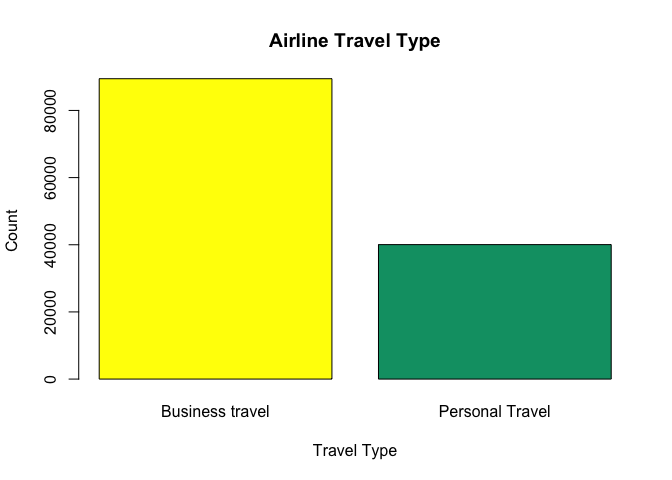 Airline Travel Type
Count
80000
60000
40000
20000
0
Business travel
Personal Travel
Travel Type